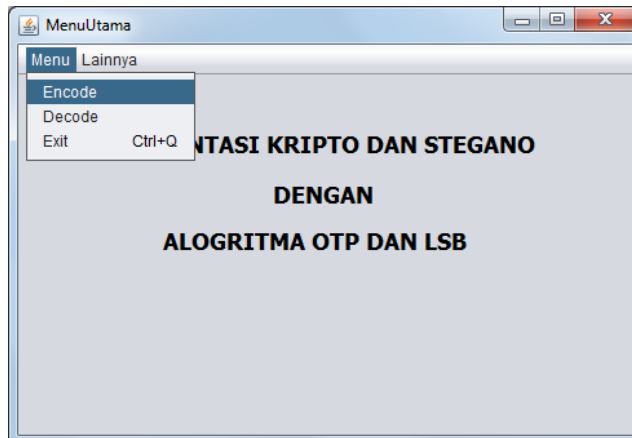 MenuUtama
Menu Lainnya
Encode
Decode
Exit Ctrl+Q
NTASI KRIPTO DAN STEGANO
DENGAN
ALOGRITMA OTP DAN LSB